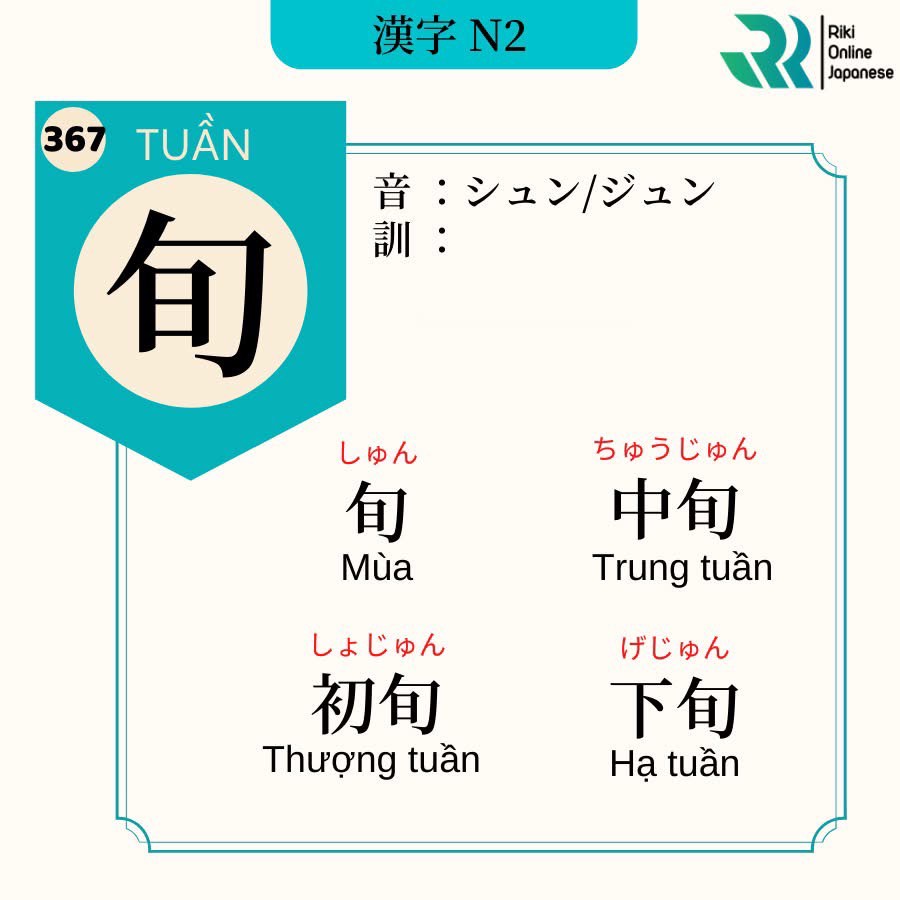 漢字 N2
Riki
Online
Japanese
367
TUẦN
旬
音 ：シュン/ジュン
訓 ：
しゅん
旬
Mùa
ちゅうじゅん
中旬
Trung tuần
しょじゅん
初旬
Thượng tuần
げじゅん
下旬
Hạ tuần